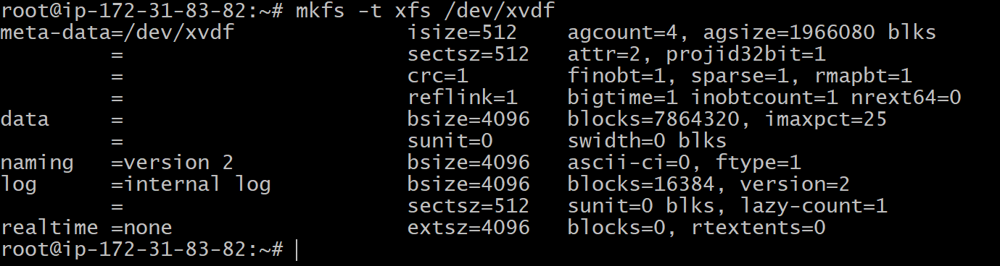 root@ip-172-31-83-82:~# mkfs -t xfs /dev/xvdf
meta-data=/dev/xvdf              isize=512    agcount=4, agsize=1966080 blks
         =                       sectsz=512   attr=2, projid32bit=1
         =                       crc=1        finobt=1, sparse=1, rmapbt=1
         =                       reflink=1    bigtime=1 inobtcount=1 nrext64=0
data     =                       bsize=4096   blocks=7864320, imaxpct=25
         =                       sunit=0      swidth=0 blks
naming   =version 2              bsize=4096   ascii-ci=0, ftype=1
log      =internal log           bsize=4096   blocks=16384, version=2
         =                       sectsz=512   sunit=0 blks, lazy-count=1
realtime =none                   extsz=4096   blocks=0, rtextents=0
root@ip-172-31-83-82:~#